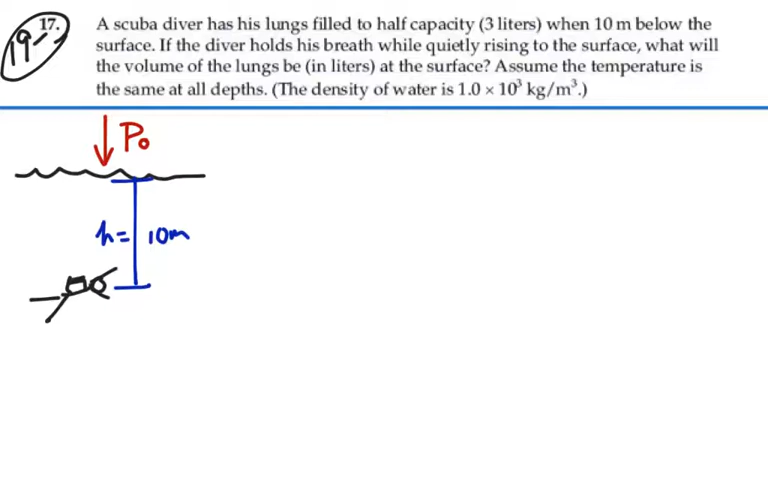 19-
17. A scuba diver has his lungs filled to half capacity (3 liters) when 10 m below the
surface. If the diver holds his breath while quietly rising to the surface, what will
the volume of the lungs be (in liters) at the surface? Assume the temperature is
the same at all depths. (The density of water is 1.0 × 10³ kg/m³.)
P₀
h= 10m